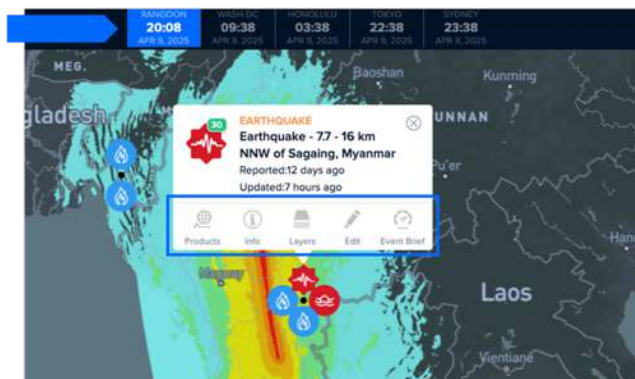 RANGOON
20:08
APR 9, 2025
WASH DC
09:38
APR 9, 2025
HONOLULU
03:38
APR 9, 2025
TOKYO
22:38
APR 9, 2025
SYDNEY
23:38
APR 9, 2025
MEG.
Baoshan
Kunming
gladesh
UNNAN
30
EARTHQUAKE
Earthquake - 7.7 - 16 km
NNW of Sagaing, Myanmar
Reported:12 days ago
Updated:7 hours ago
Pu'er
Products
Info
Layers
Edit
Event Brief
Han
Magway
Laos
Vientiane